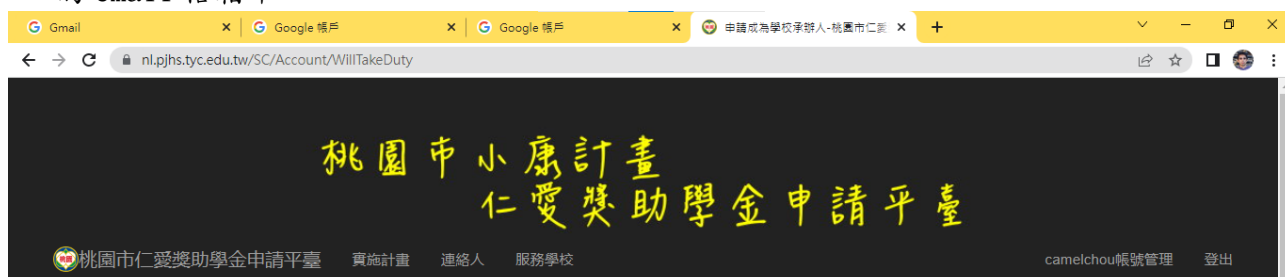 Gmail
Google 帳戶
Google 帳戶
申請成為學校承辦人-桃園市仁愛
nl.pjhs.tyc.edu.tw/SC/Account/WillTakeDuty
桃園市小康計畫
仁愛獎助學金申請平臺
桃園市仁愛獎助學金申請平臺 實施計畫 連絡人 服務學校 camelchou帳號管理 登出